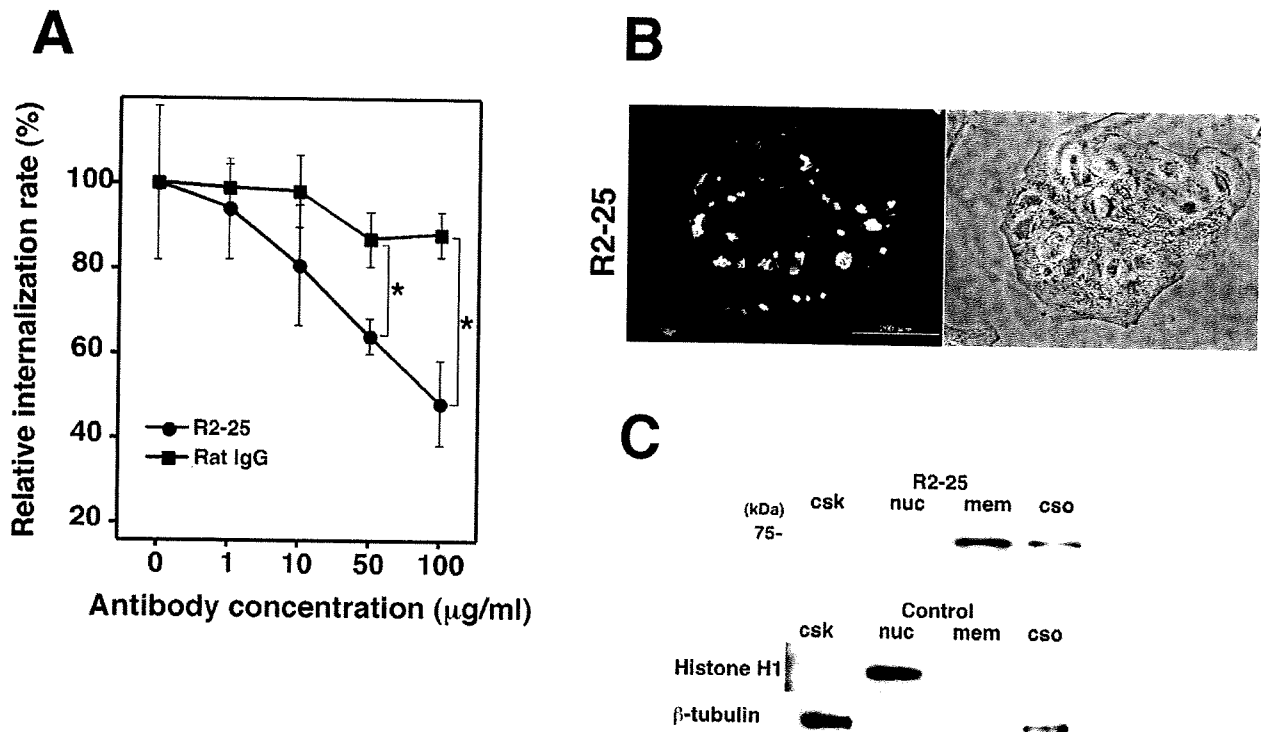 A
Relative internalization rate (%)
100
80
60
40
20
*
*
R2-25
Rat IgG
0 1 10 50 100
Antibody concentration (μg/ml)
B
R2-25
C
R2-25
(kDa) csk nuc mem cso
75-
Control
csk nuc mem cso
Histone H1
β-tubulin